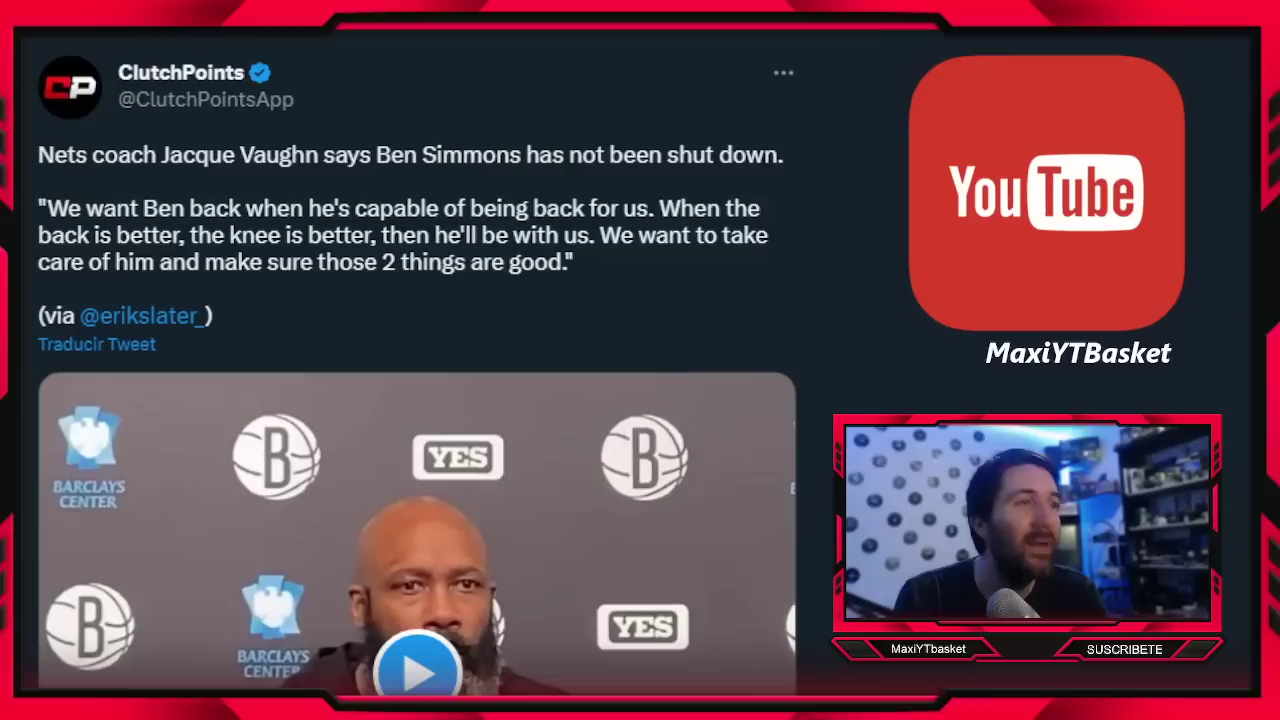 CP
ClutchPoints
@ClutchPointsApp
Nets coach Jacque Vaughn says Ben Simmons has not been shut down.
"We want Ben back when he's capable of being back for us. When the
back is better, the knee is better, then he'll be with us. We want to take
care of him and make sure those 2 things are good."
(via @erikslater_)
Traducir Tweet
BARCLAYS
CENTER
B
YES
B
B
BARCLAYS
CENTER
YES
YouTube
MaxiYTBasket
MaxiYTbasket
SUSCRIBETE